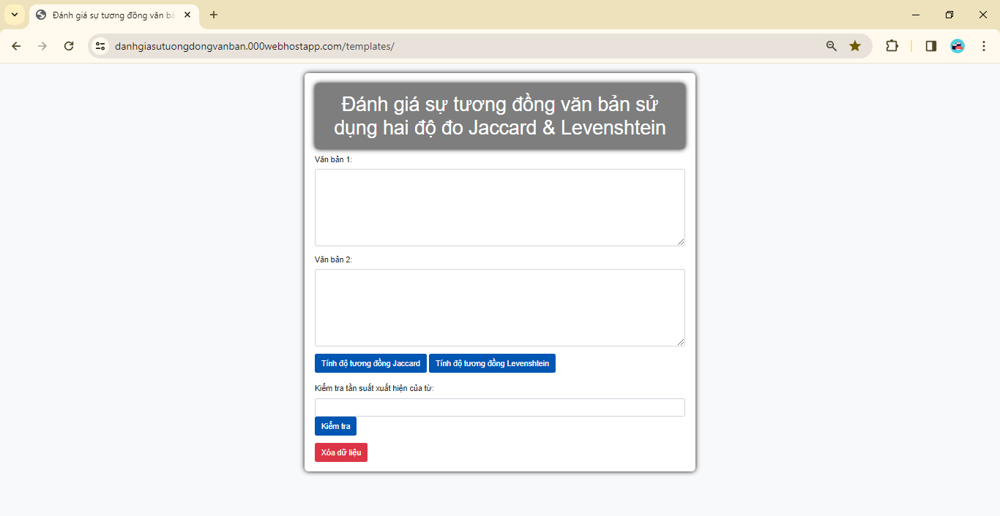 Đánh giá sự tương đồng văn bả
danhgiasutuongdongvanban.000webhostapp.com/templates/
Đánh giá sự tương đồng văn bản sử
dụng hai độ đo Jaccard & Levenshtein
Văn bản 1:
Văn bản 2:
Tính độ tương đồng Jaccard Tính độ tương đồng Levenshtein
Kiểm tra tần suất xuất hiện của từ:
Kiểm tra
Xóa dữ liệu